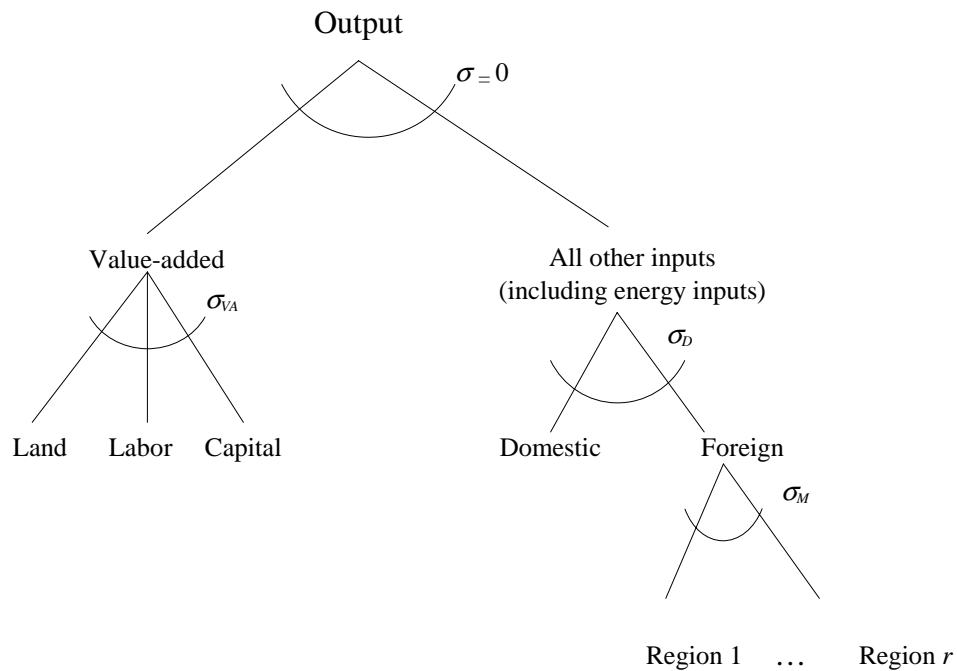 Output
σ = 0
Value-added
All other inputs
(including energy inputs)
σVA
σD
Land Labor Capital
Domestic Foreign
σM
Region 1 … Region r